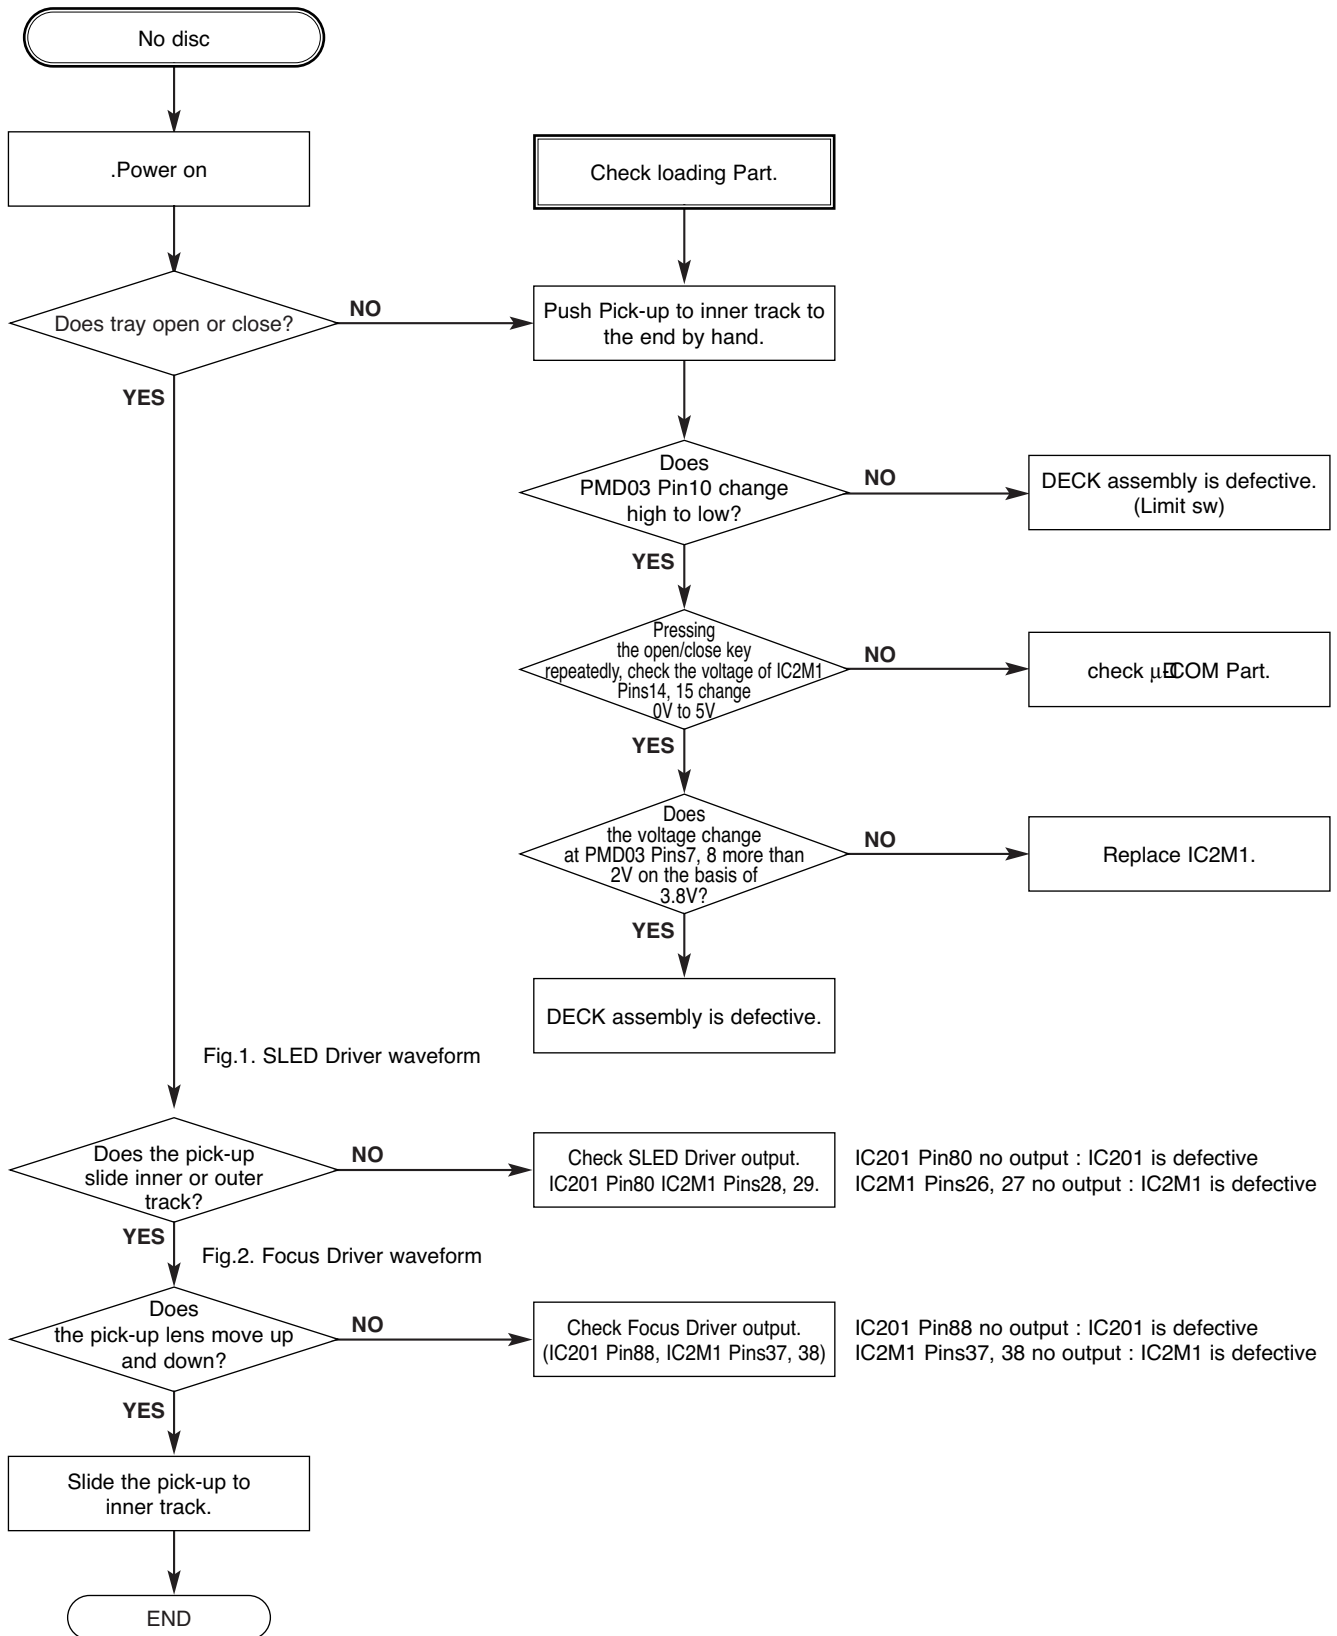 No disc
.Power on
Check loading Part.
Does tray open or close?
NO
Push Pick-up to inner track to
the end by hand.
YES
Does
PMD03 Pin10 change
high to low?
NO
DECK assembly is defective.
(Limit sw)
YES
Pressing
the open/close key
repeatedly, check the voltage of IC2M1
Pins14, 15 change
0V to 5V
NO
check µ-COM Part.
YES
Does
the voltage change
at PMD03 Pins7, 8 more than
2V on the basis of
3.8V?
NO
Replace IC2M1.
YES
DECK assembly is defective.
Fig.1. SLED Driver waveform
Does the pick-up
slide inner or outer
track?
NO
Check SLED Driver output.
IC201 Pin80 IC2M1 Pins28, 29.
IC201 Pin80 no output : IC201 is defective
IC2M1 Pins26, 27 no output : IC2M1 is defective
YES
Fig.2. Focus Driver waveform
Does
the pick-up lens move up
and down?
NO
Check Focus Driver output.
(IC201 Pin88, IC2M1 Pins37, 38)
IC201 Pin88 no output : IC201 is defective
IC2M1 Pins37, 38 no output : IC2M1 is defective
YES
Slide the pick-up to
inner track.
END